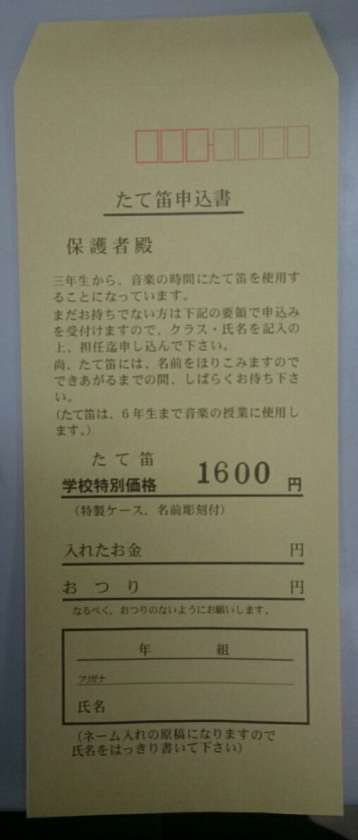 たて笛申込書
保護者殿
三年生から、音楽の時間にたて笛を使用す
ることになっています。
まだお持ちでない方は下記の要領で申込み
を受付けますので、クラス・氏名を記入の
上、担任迄申し込んで下さい。
尚、たて笛には、名前をほりこみますので
できあがるまでの間、しばらくお待ち下さ
い。
(たて笛は、6年生まで音楽の授業に使用し
ます。)
たて笛
学校特別価格 1600 円
(特製ケース、名前彫刻付)
入れたお金 円
おつり 円
なるべく、おつりのないようにお願いします。
年 組
フリガナ
氏名
(ネーム入れの原稿になりますので
氏名をはっきり書いて下さい)